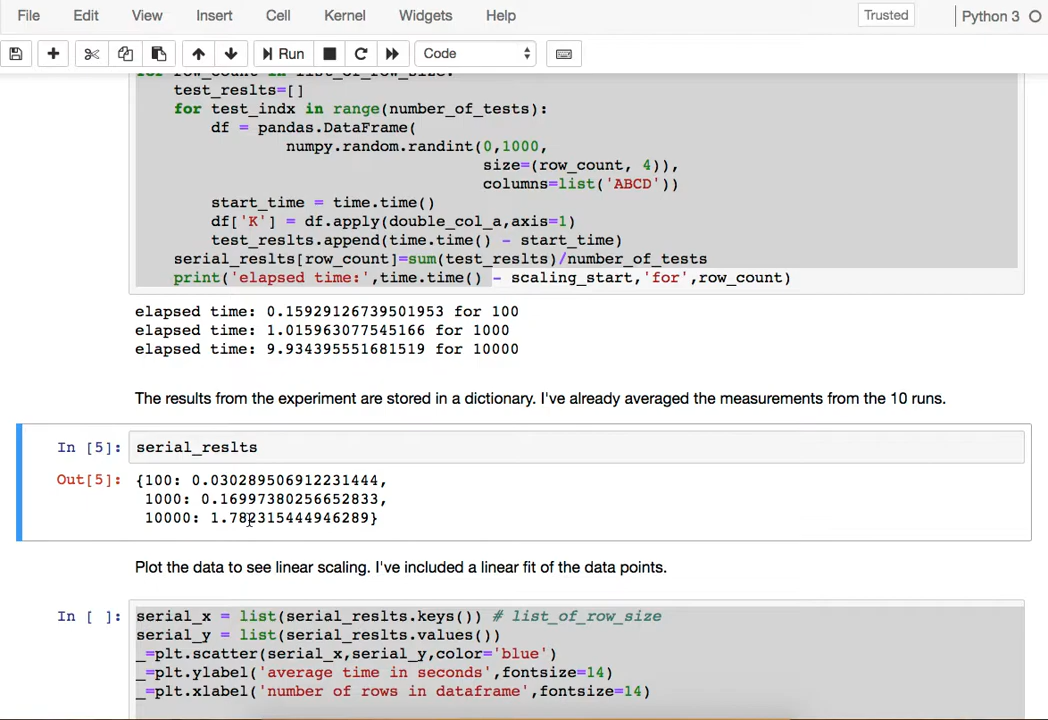 File Edit View Insert Cell Kernel Widgets Help Trusted Python 3
Run Code
for row_count in list_of_row_size:
test_reslts=[]
for test_indx in range(number_of_tests):
df = pandas.DataFrame(
numpy.random.randint(0,1000,
size=(row_count, 4)),
columns=list('ABCD'))
start_time = time.time()
df['K'] = df.apply(double_col_a,axis=1)
test_reslts.append(time.time() - start_time)
serial_reslts[row_count]=sum(test_reslts)/number_of_tests
print('elapsed time:',time.time() - scaling_start,'for',row_count)
elapsed time: 0.15929126739501953 for 100
elapsed time: 1.015963077545166 for 1000
elapsed time: 9.934395551681519 for 10000
The results from the experiment are stored in a dictionary. I've already averaged the measurements from the 10 runs.
In [5]: serial_reslts
Out[5]: {100: 0.030289506912231444,
1000: 0.16997380256652833,
10000: 1.782315444946289}
Plot the data to see linear scaling. I've included a linear fit of the data points.
In [ ]: serial_x = list(serial_reslts.keys()) # list_of_row_size
serial_y = list(serial_reslts.values())
_=plt.scatter(serial_x,serial_y,color='blue')
_=plt.ylabel('average time in seconds',fontsize=14)
_=plt.xlabel('number of rows in dataframe',fontsize=14)